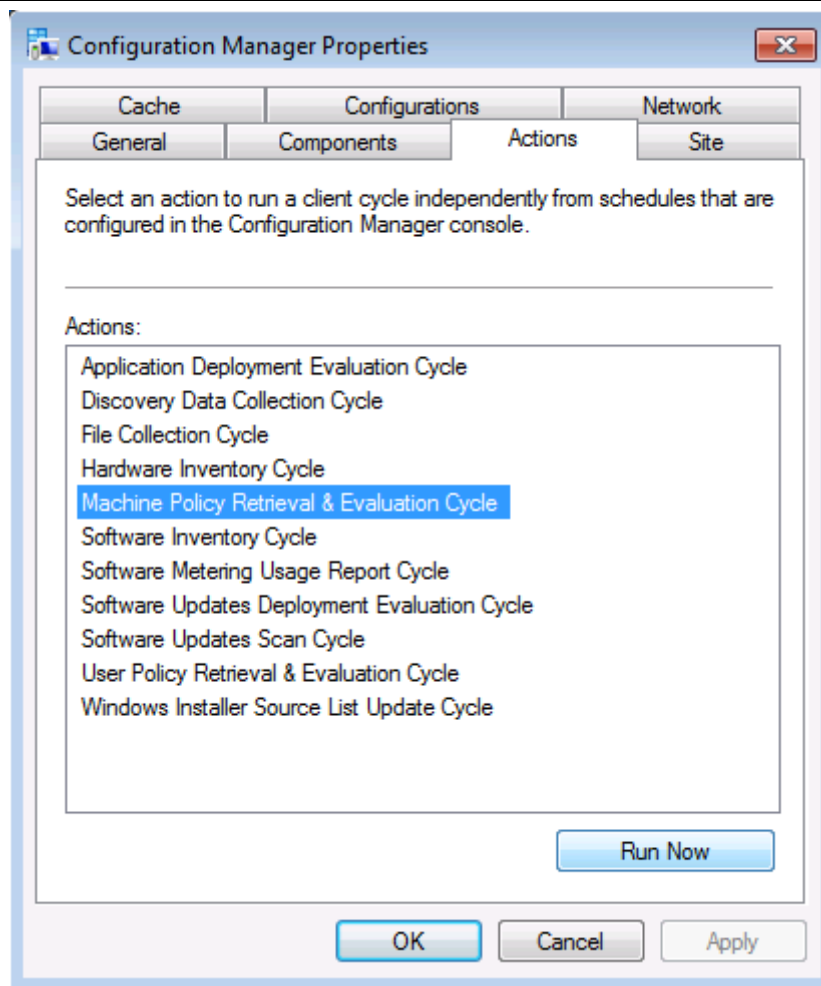 Configuration Manager Properties
Cache Configurations Network
General Components Actions Site
Select an action to run a client cycle independently from schedules that are
configured in the Configuration Manager console.
Actions:
Application Deployment Evaluation Cycle
Discovery Data Collection Cycle
File Collection Cycle
Hardware Inventory Cycle
Machine Policy Retrieval & Evaluation Cycle
Software Inventory Cycle
Software Metering Usage Report Cycle
Software Updates Deployment Evaluation Cycle
Software Updates Scan Cycle
User Policy Retrieval & Evaluation Cycle
Windows Installer Source List Update Cycle
Run Now
OK Cancel Apply